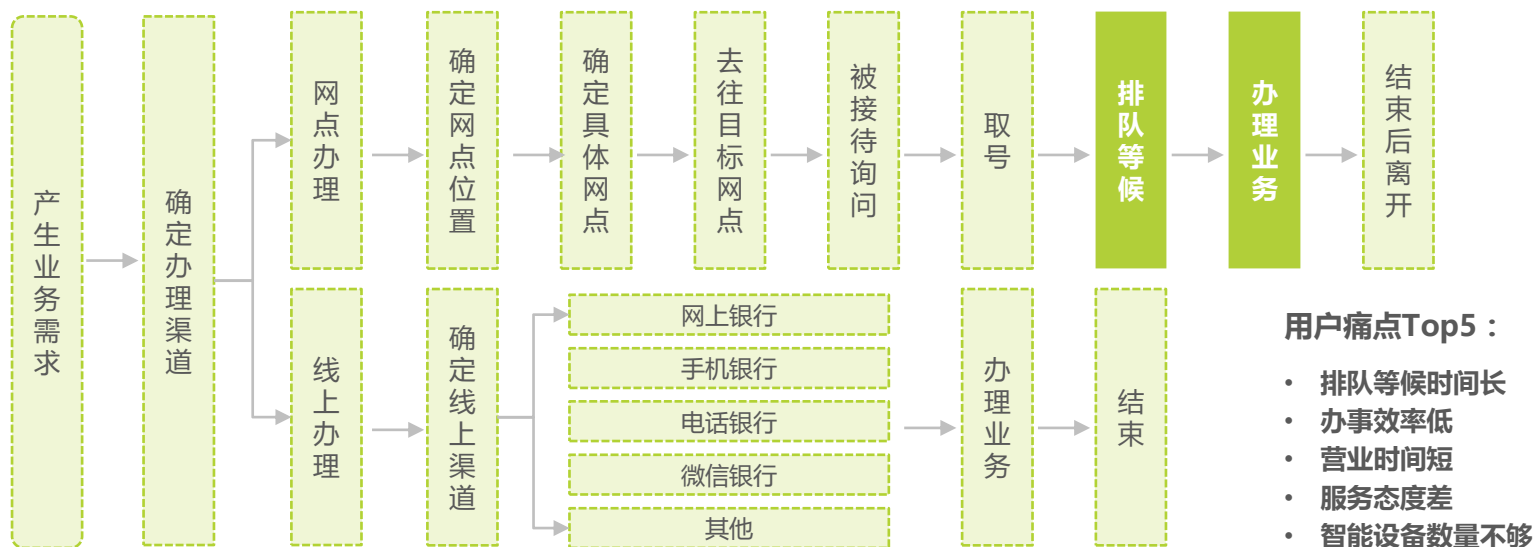 产生业务需求
确定办理渠道
网点办理
确定网点位置
确定具体网点
去往目标网点
被接待询问
取号
排队等候
办理业务
结束后离开
线上办理
确定线上渠道
网上银行
手机银行
电话银行
微信银行
其他
办理业务
结束
用户痛点Top5：
• 排队等候时间长
• 办事效率低
• 营业时间短
• 服务态度差
• 智能设备数量不够